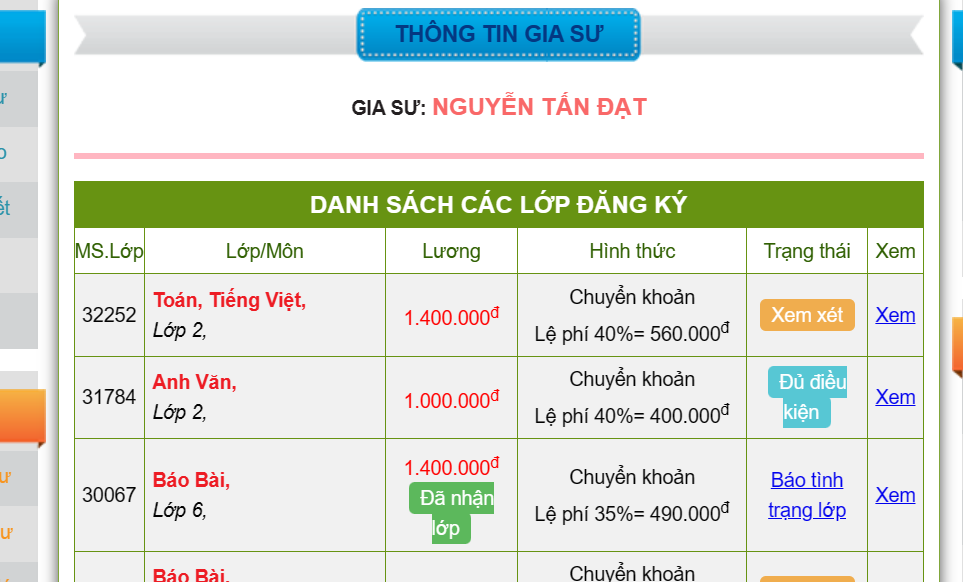 THÔNG TIN GIA SƯ
GIA SƯ: NGUYỄN TẤN ĐẠT
DANH SÁCH CÁC LỚP ĐĂNG KÝ
MS.Lớp Lớp/Môn Lương Hình thức Trạng thái Xem
32252
Toán, Tiếng Việt,
Lớp 2,
1.400.000đ
Chuyển khoản
Lệ phí 40%= 560.000đ
Xem xét
Xem
31784
Anh Văn,
Lớp 2,
1.000.000đ
Chuyển khoản
Lệ phí 40%= 400.000đ
Đủ điều
kiện
Xem
30067
Báo Bài,
Lớp 6,
1.400.000đ
Đã nhận
lớp
Chuyển khoản
Lệ phí 35%= 490.000đ
Báo tình
trạng lớp
Xem
Báo Bài,
Chuyển khoản